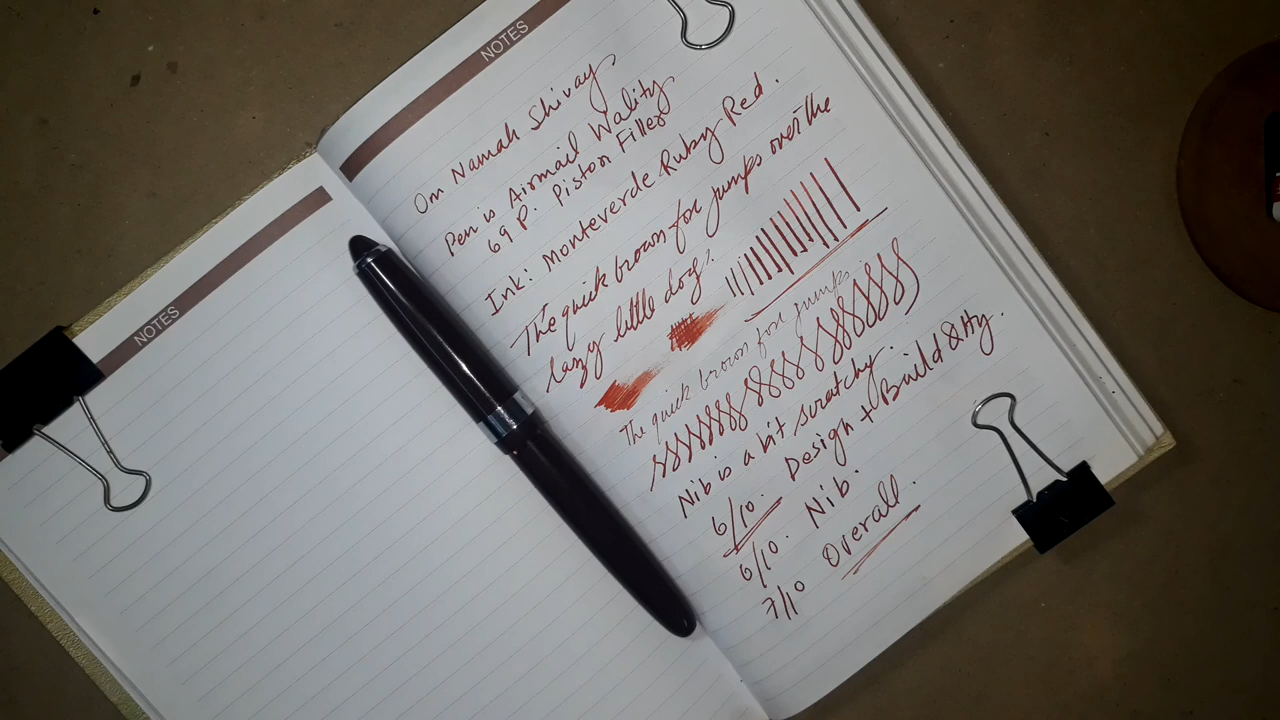 NOTES
NOTES
Om Namah Shivay
Pen is Airmail Wality
69 P. Piston Filler
Ink: Monteverde Ruby Red.
The quick brown fox jumps over the
lazy little dog.
The quick brown fox jumps.
Nib is a bit scratchy.
6/10. Design + Build Qlty.
6/10. Nib.
7/10 Overall.